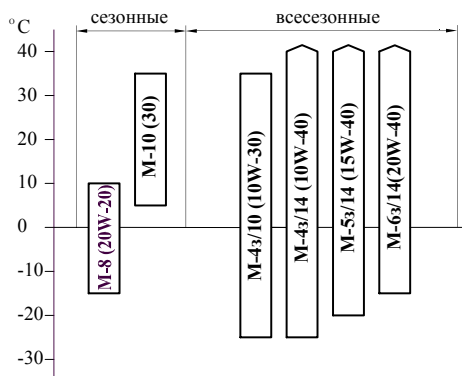 сезонные
всесезонные
°C
40
30
20
10
0
-10
-20
-30
М-8 (20W-20)
М-10 (30)
М-4з/10 (10W-30)
М-4з/14 (10W-40)
М-5з/14 (15W-40)
М-6з/14(20W-40)